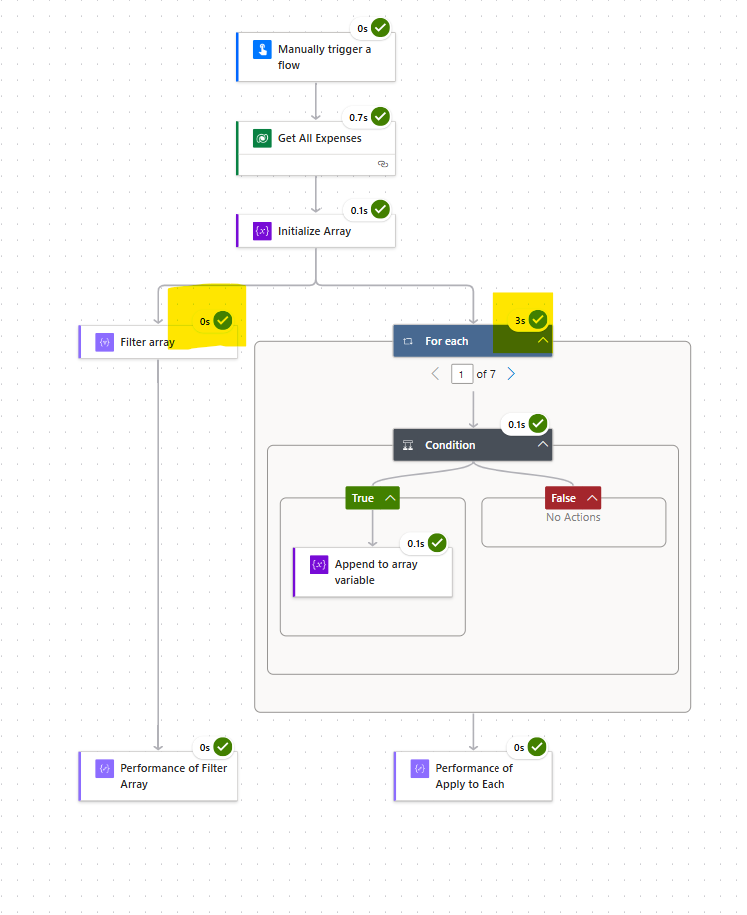 0s
Manually trigger a
flow
0.7s
Get All Expenses
0.1s
Initialize Array
0s
Filter array
3s
For each
1 of 7
0.1s
Condition
True
False
No Actions
0.1s
Append to array
variable
0s
Performance of Filter
Array
0s
Performance of
Apply to Each